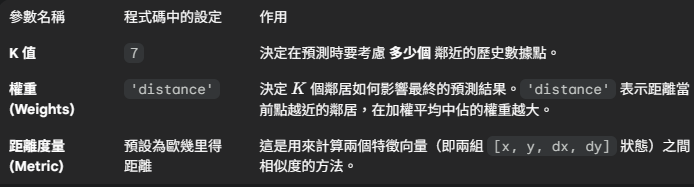 參數名稱 程式碼中的設定 作用
K 值 7 決定在預測時要考慮 多少個 鄰近的歷史數據點。
權重 'distance' 決定 K 個鄰居如何影響最終的預測結果。 'distance' 表示距離當
(Weights) 前點越近的鄰居，在加權平均中佔的權重越大。
距離度量 預設為歐幾里得 這是用來計算兩個特徵向量（即兩組 [x, y, dx, dy] 狀態）之間
(Metric) 距離 相似度的方法。